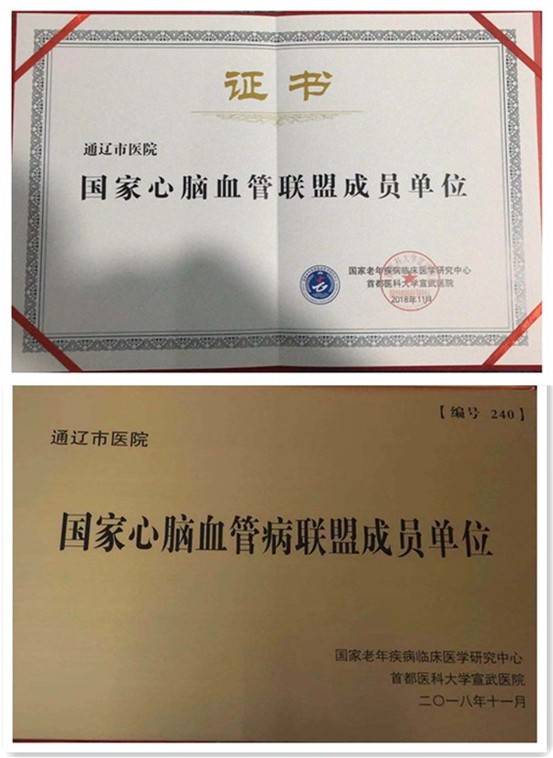 证书
通辽市医院
国家心脑血管联盟成员单位
国家老年疾病临床医学研究中心
首都医科大学宣武医院
2018年11月
【编号 240】
通辽市医院
国家心脑血管病联盟成员单位
国家老年疾病临床医学研究中心
首都医科大学宣武医院
二〇一八年十一月